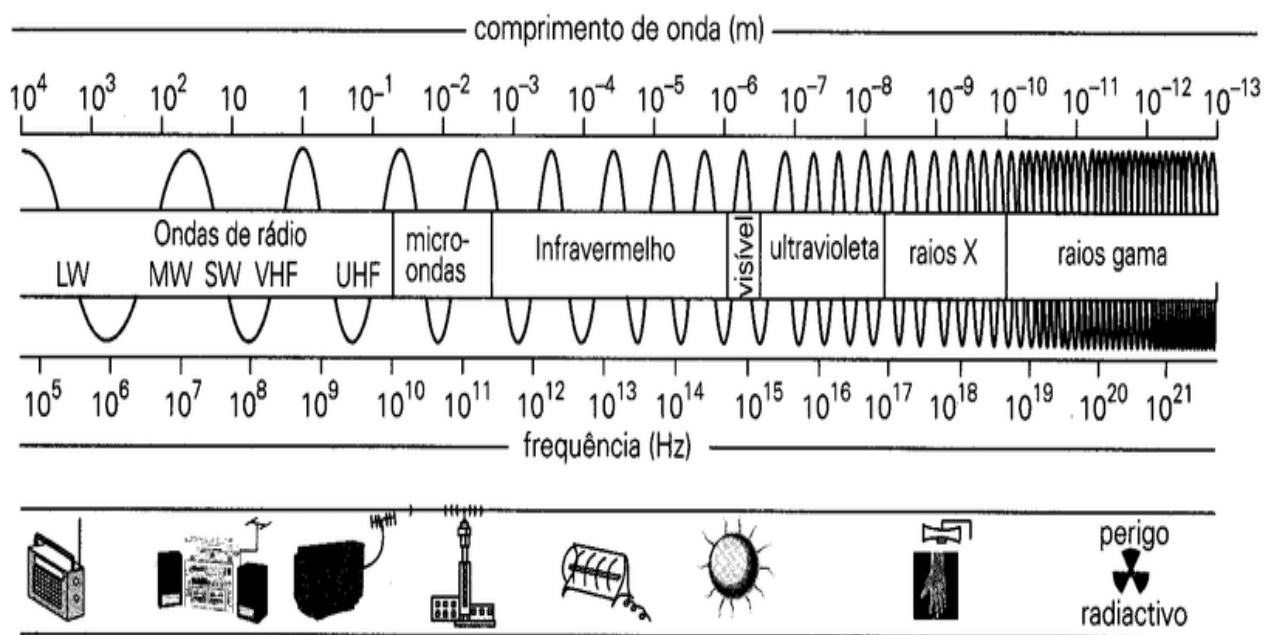 comprimento de onda (m)
10⁴ 10³ 10² 10 1 10⁻¹ 10⁻² 10⁻³ 10⁻⁴ 10⁻⁵ 10⁻⁶ 10⁻⁷ 10⁻⁸ 10⁻⁹ 10⁻¹⁰ 10⁻¹¹ 10⁻¹² 10⁻¹³
Ondas de rádio
LW MW SW VHF UHF
micro-
ondas
Infravermelho
visível
ultravioleta
raios X
raios gama
10⁵ 10⁶ 10⁷ 10⁸ 10⁹ 10¹⁰ 10¹¹ 10¹² 10¹³ 10¹⁴ 10¹⁵ 10¹⁶ 10¹⁷ 10¹⁸ 10¹⁹ 10²⁰ 10²¹
frequência (Hz)
perigo
radiactivo